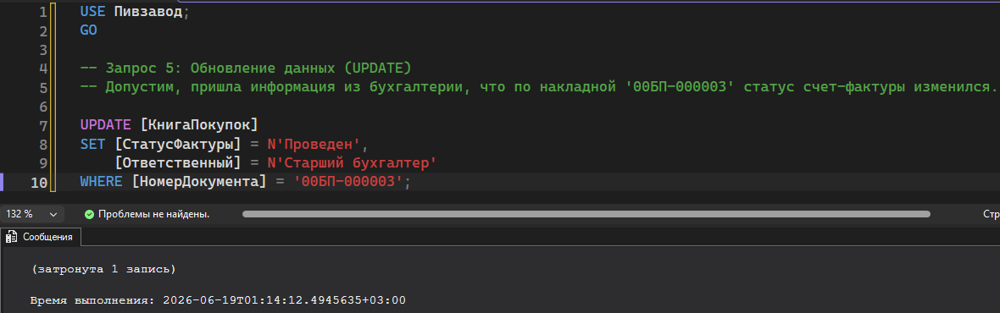 1 USE Пивзавод;
2 GO
3
4 -- Запрос 5: Обновление данных (UPDATE)
5 -- Допустим, пришла информация из бухгалтерии, что по накладной '00БП-000003' статус счет-фактуры изменился.
6
7 UPDATE [КнигаПокупок]
8 SET [СтатусФактуры] = N'Проведен',
9 [Ответственный] = N'Старший бухгалтер'
10 WHERE [НомерДокумента] = '00БП-000003';
132 % Проблемы не найдены. Стр
Сообщения
(затронута 1 запись)
Время выполнения: 2026-06-19T01:14:12.4945635+03:00